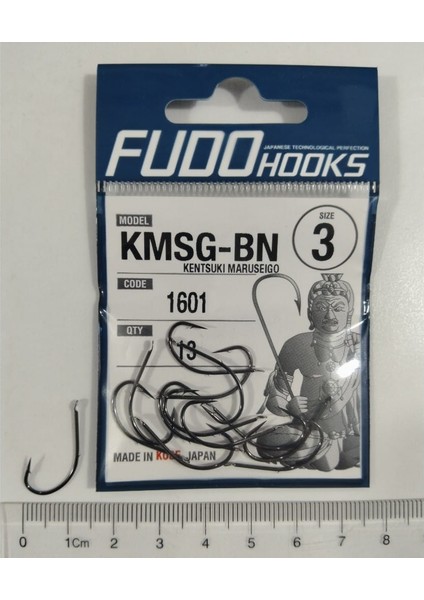 FUDO HOOKS
JAPANESE TECHNOLOGICAL PERFECTION
MODEL
KMSG-BN
KENTSUKI MARUSEIGO
SIZE
3
CODE
1601
QTY
13
MADE IN KOBE JAPAN
0 1Cm 2 3 4 5 6 7 8